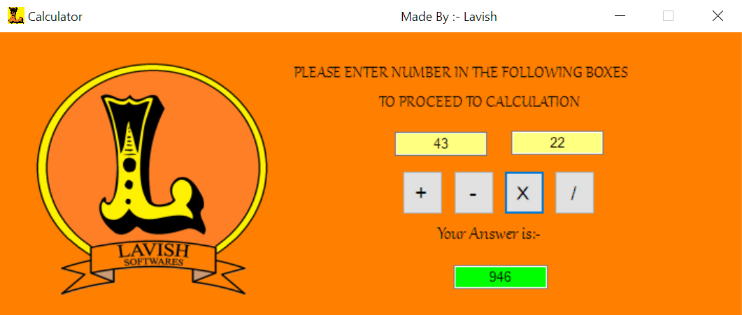 Calculator Made By :- Lavish
PLEASE ENTER NUMBER IN THE FOLLOWING BOXES
TO PROCEED TO CALCULATION
43 22
+ - X /
Your Answer is:-
946
L
LAVISH
SOFTWARES